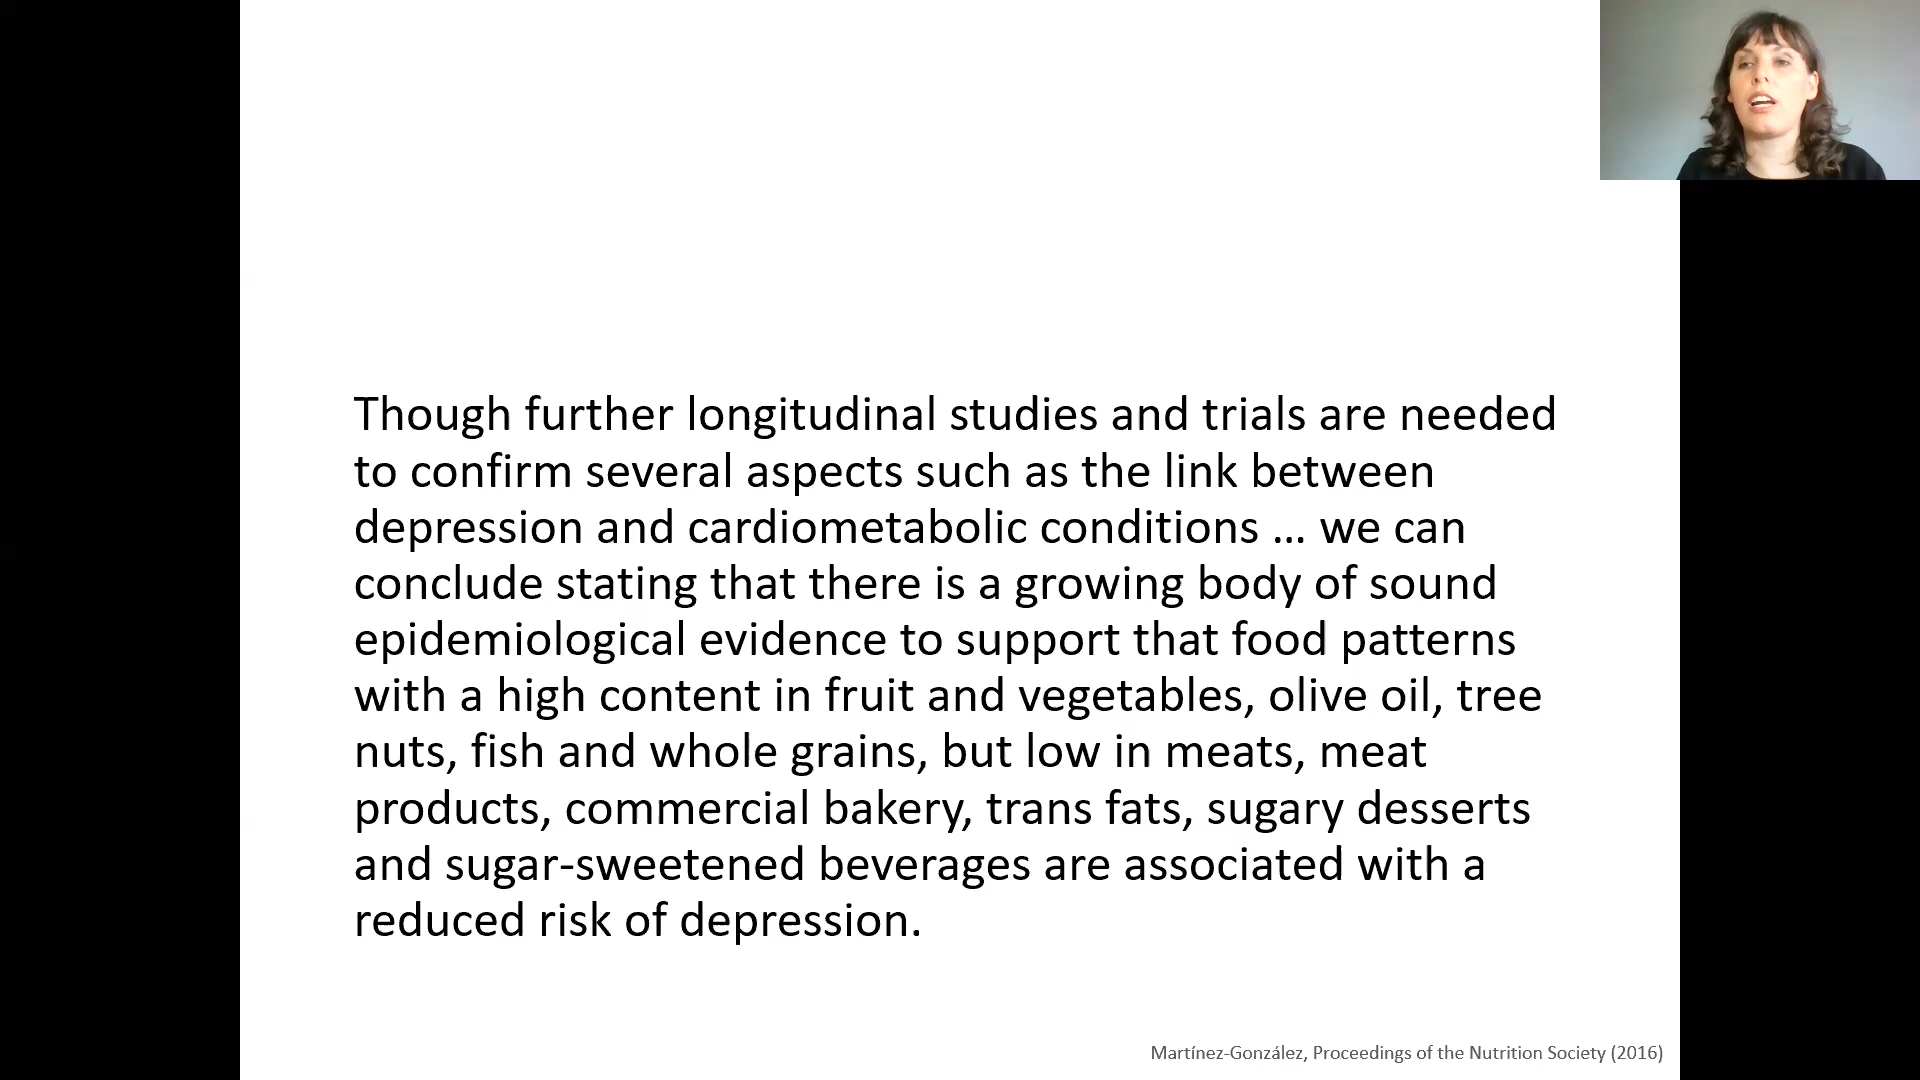 Though further longitudinal studies and trials are needed
to confirm several aspects such as the link between
depression and cardiometabolic conditions … we can
conclude stating that there is a growing body of sound
epidemiological evidence to support that food patterns
with a high content in fruit and vegetables, olive oil, tree
nuts, fish and whole grains, but low in meats, meat
products, commercial bakery, trans fats, sugary desserts
and sugar-sweetened beverages are associated with a
reduced risk of depression.
Martínez-González, Proceedings of the Nutrition Society (2016)